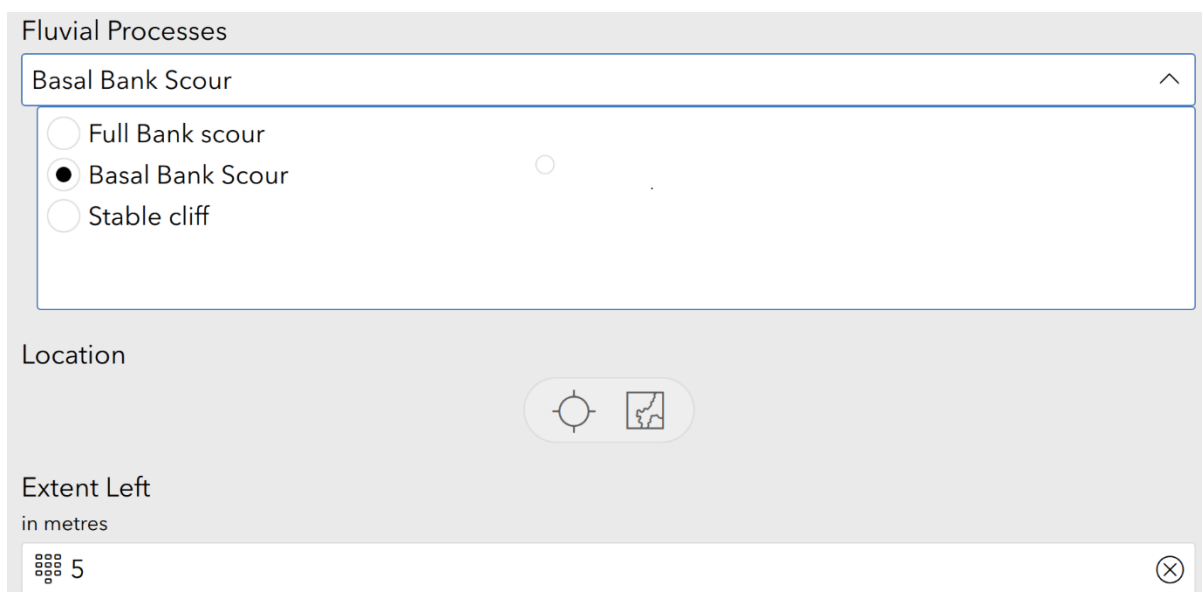 Fluvial Processes
Basal Bank Scour
Full Bank scour
Basal Bank Scour
Stable cliff
Location
Extent Left
in metres
5